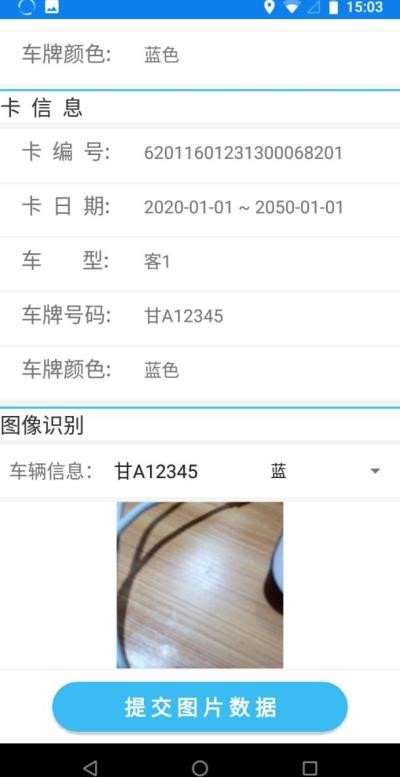 15:03
车牌颜色: 蓝色
卡信息
卡编号: 62011601231300068201
卡日期: 2020-01-01 ~ 2050-01-01
车型: 客1
车牌号码: 甘A12345
车牌颜色: 蓝色
图像识别
车辆信息: 甘A12345 蓝
提交图片数据